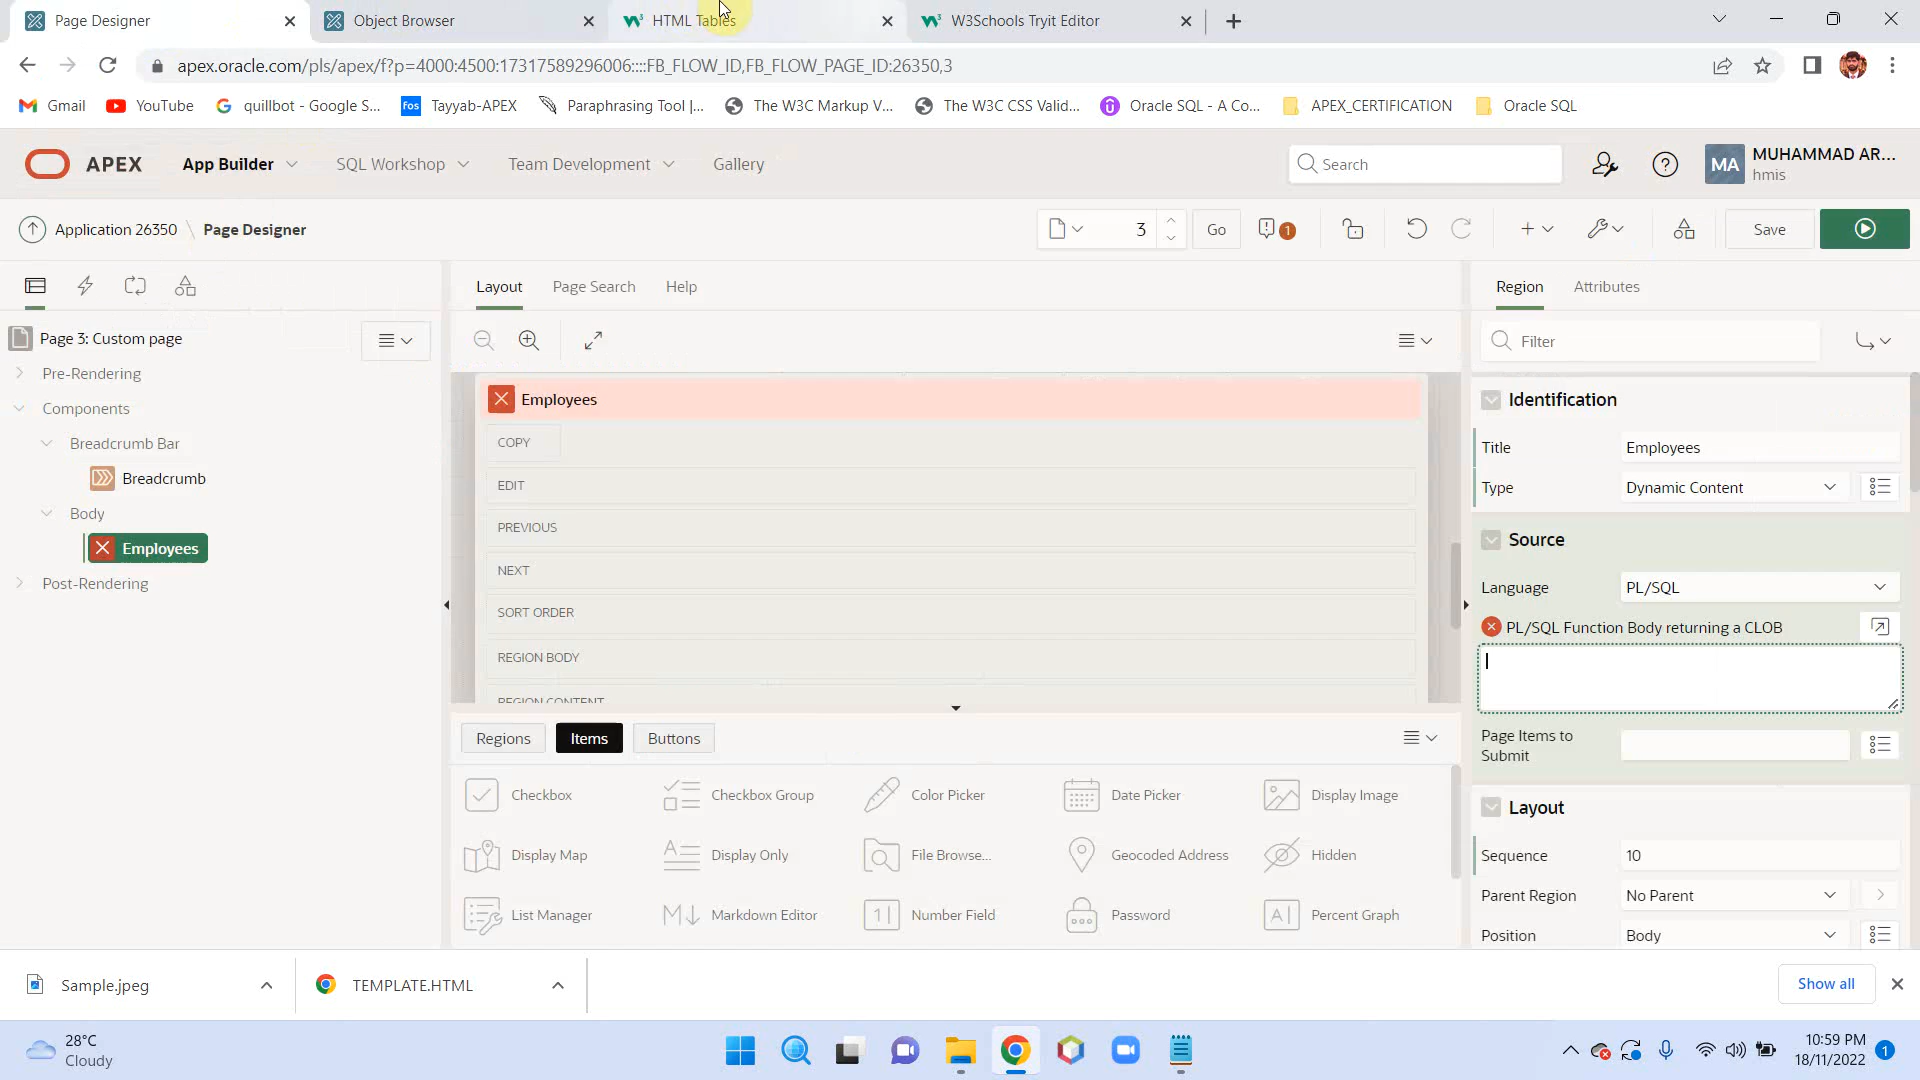 Page Designer
Object Browser
HTML Tables
W3Schools Tryit Editor
apex.oracle.com/pls/apex/f?p=4000:4500:17317589296006::::FB_FLOW_ID,FB_FLOW_PAGE_ID:26350,3
Gmail
YouTube
quillbot - Google S...
fos
Tayyab-APEX
Paraphrasing Tool |...
The W3C Markup V...
The W3C CSS Valid...
Oracle SQL - A Co...
APEX_CERTIFICATION
Oracle SQL
APEX
App Builder
SQL Workshop
Team Development
Gallery
Search
MA
MUHAMMAD AR...
hmis
Application 26350 \ Page Designer
3
Go
1
Save
Layout
Page Search
Help
Region
Attributes
Page 3: Custom page
Pre-Rendering
Components
Breadcrumb Bar
Breadcrumb
Body
Employees
Post-Rendering
Employees
COPY
EDIT
PREVIOUS
NEXT
SORT ORDER
REGION BODY
REGION CONTENT
Regions
Items
Buttons
Checkbox
Checkbox Group
Color Picker
Date Picker
Display Image
Display Map
Display Only
File Browse...
Geocoded Address
Hidden
List Manager
Markdown Editor
Number Field
Password
Percent Graph
Filter
Identification
Title
Employees
Type
Dynamic Content
Source
Language
PL/SQL
PL/SQL Function Body returning a CLOB
Page Items to
Submit
Layout
Sequence
10
Parent Region
No Parent
Position
Body
Sample.jpeg
TEMPLATE.HTML
Show all
28°C
Cloudy
10:59 PM
18/11/2022
1